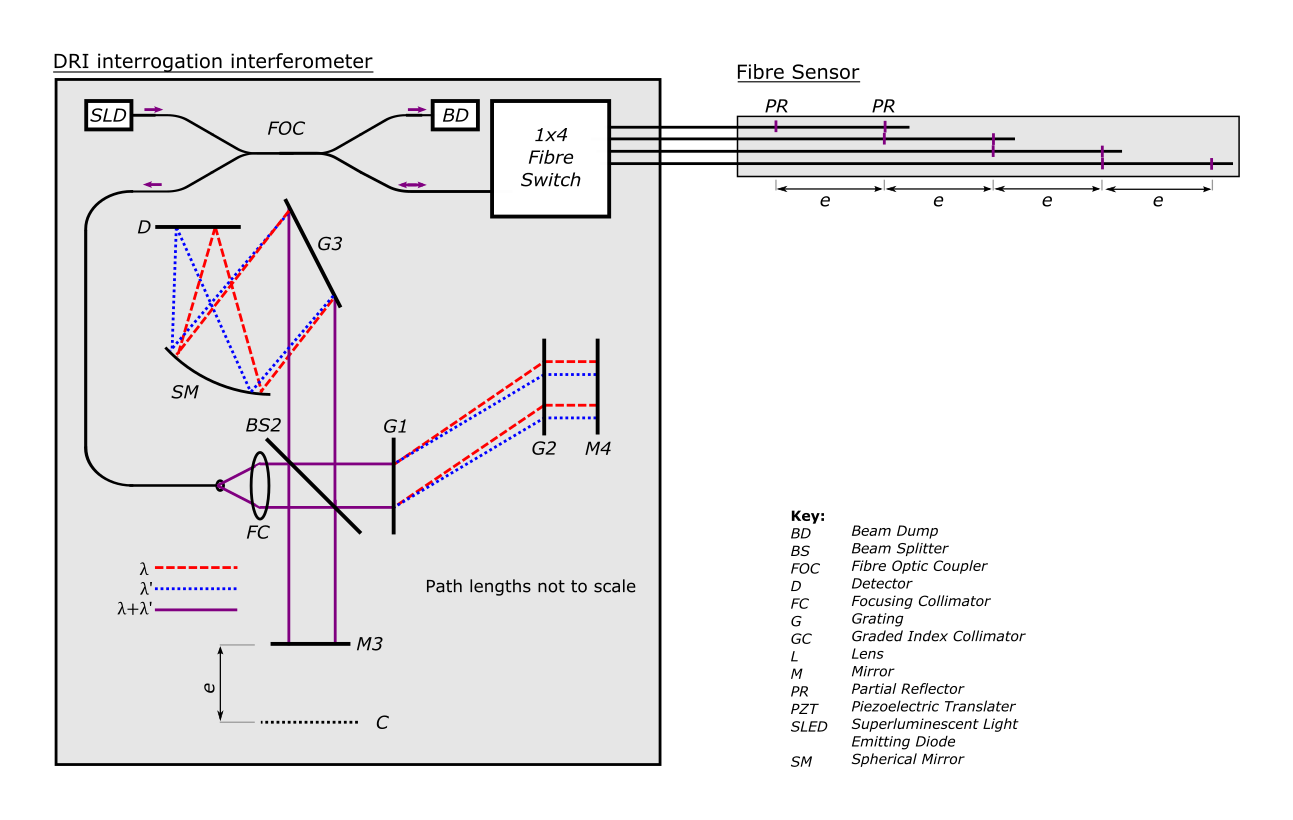 DRI interrogation interferometer
Fibre Sensor
SLD
FOC
BD
1x4
Fibre
Switch
PR
PR
e
e
e
e
D
G3
SM
BS2
G1
G2
M4
FC
λ
λ'
λ+λ'
Path lengths not to scale
M3
e
C
Key:
BD Beam Dump
BS Beam Splitter
FOC Fibre Optic Coupler
D Detector
FC Focusing Collimator
G Grating
GC Graded Index Collimator
L Lens
M Mirror
PR Partial Reflector
PZT Piezoelectric Translater
SLED Superluminescent Light
Emitting Diode
SM Spherical Mirror